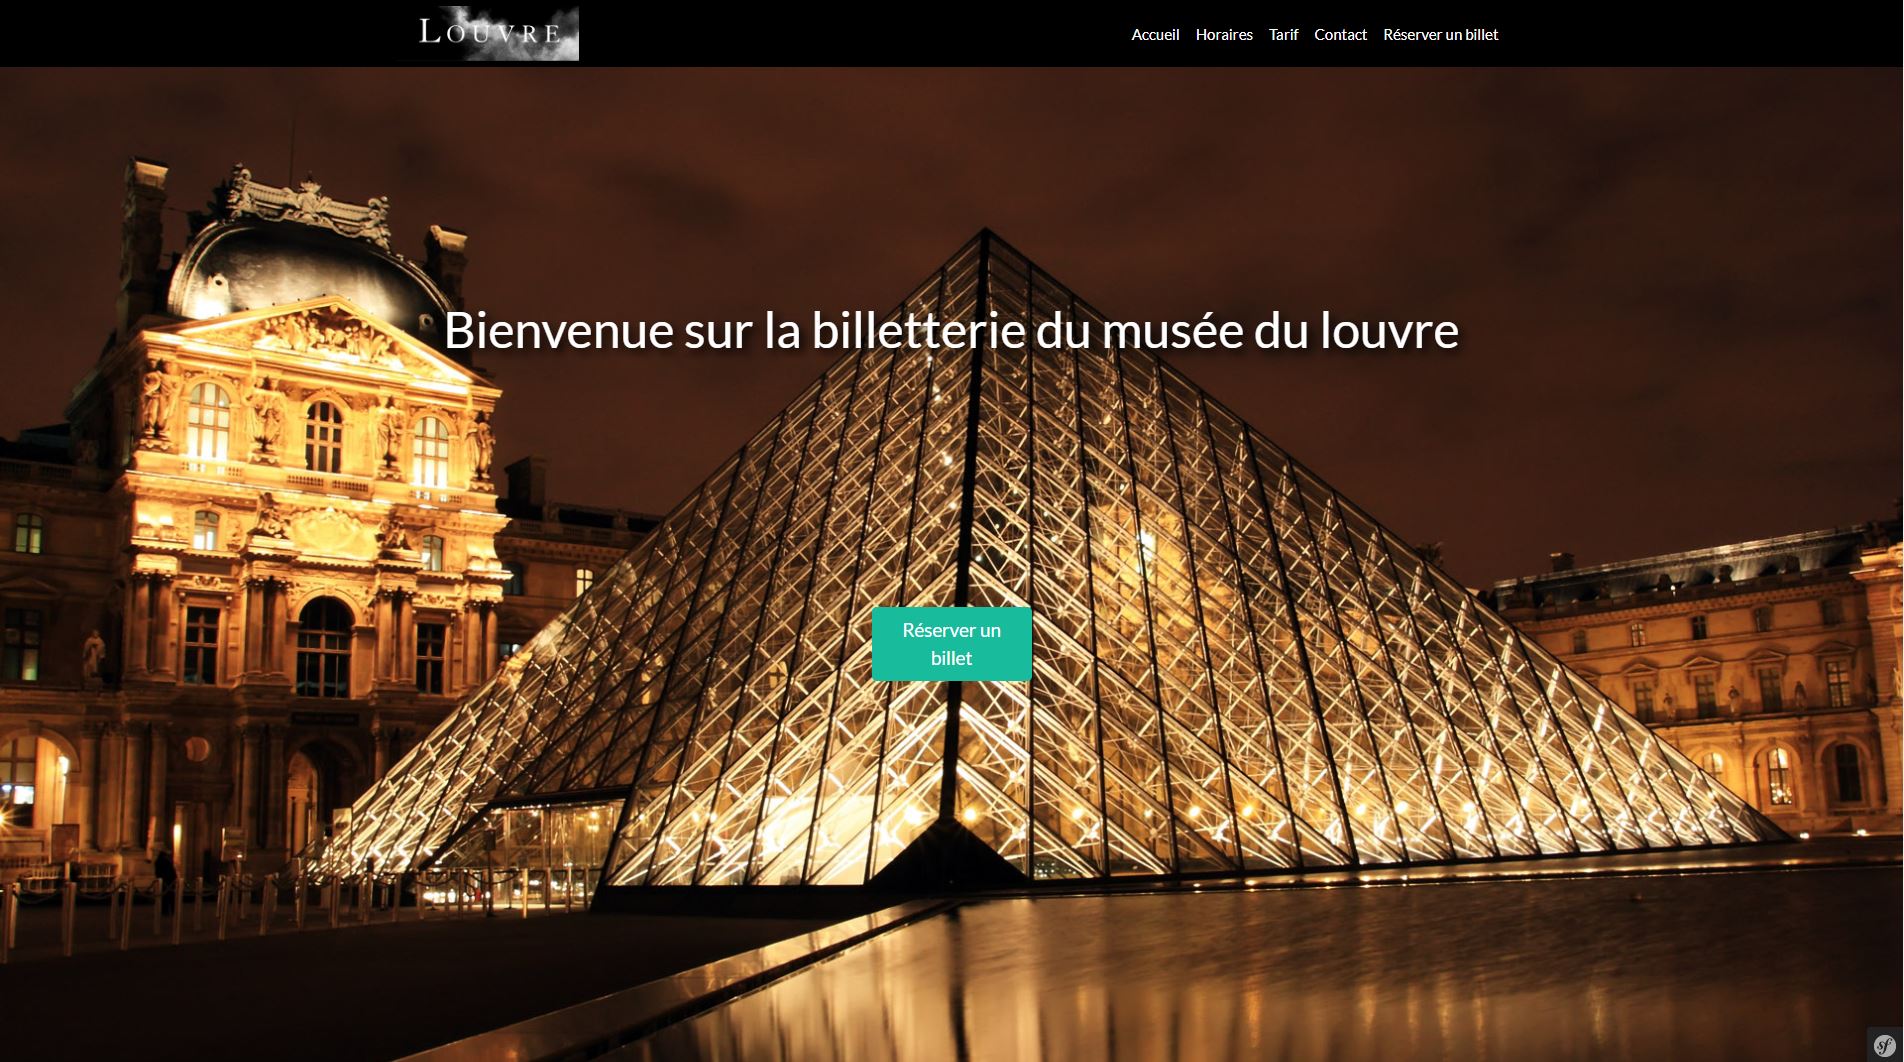 LOUVRE
Accueil Horaires Tarif Contact Réserver un billet
Bienvenue sur la billetterie du musée du louvre
Réserver un
billet
sf